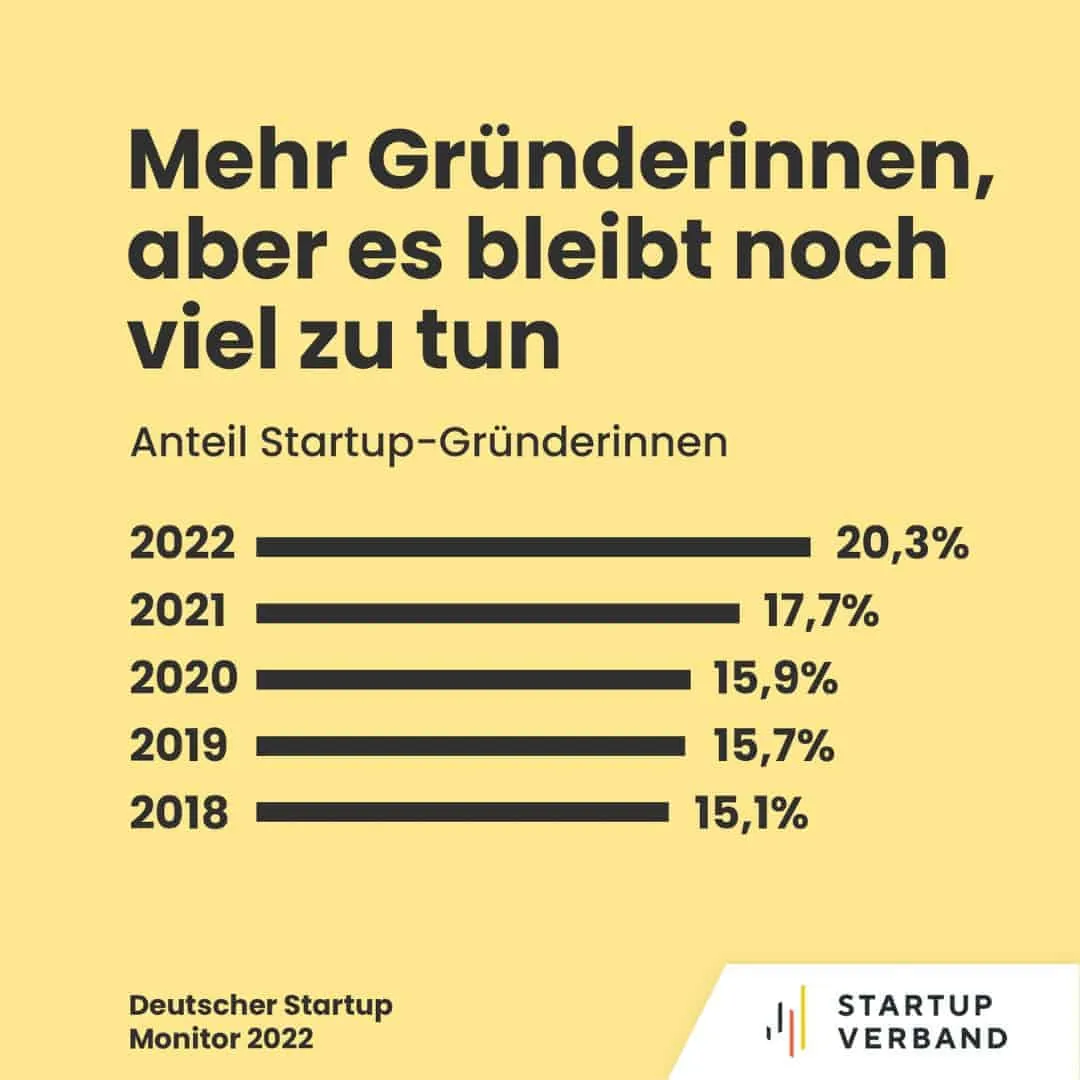 Mehr Gründerinnen,
aber es bleibt noch
viel zu tun
Anteil Startup-Gründerinnen
2022 20,3%
2021 17,7%
2020 15,9%
2019 15,7%
2018 15,1%
Deutscher Startup
Monitor 2022
STARTUP
VERBAND